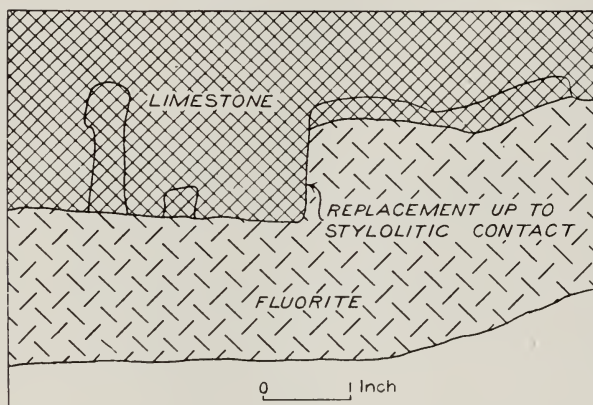 LIMESTONE
REPLACEMENT UP TO
STYLOLITIC CONTACT
FLUORITE
0 1 Inch